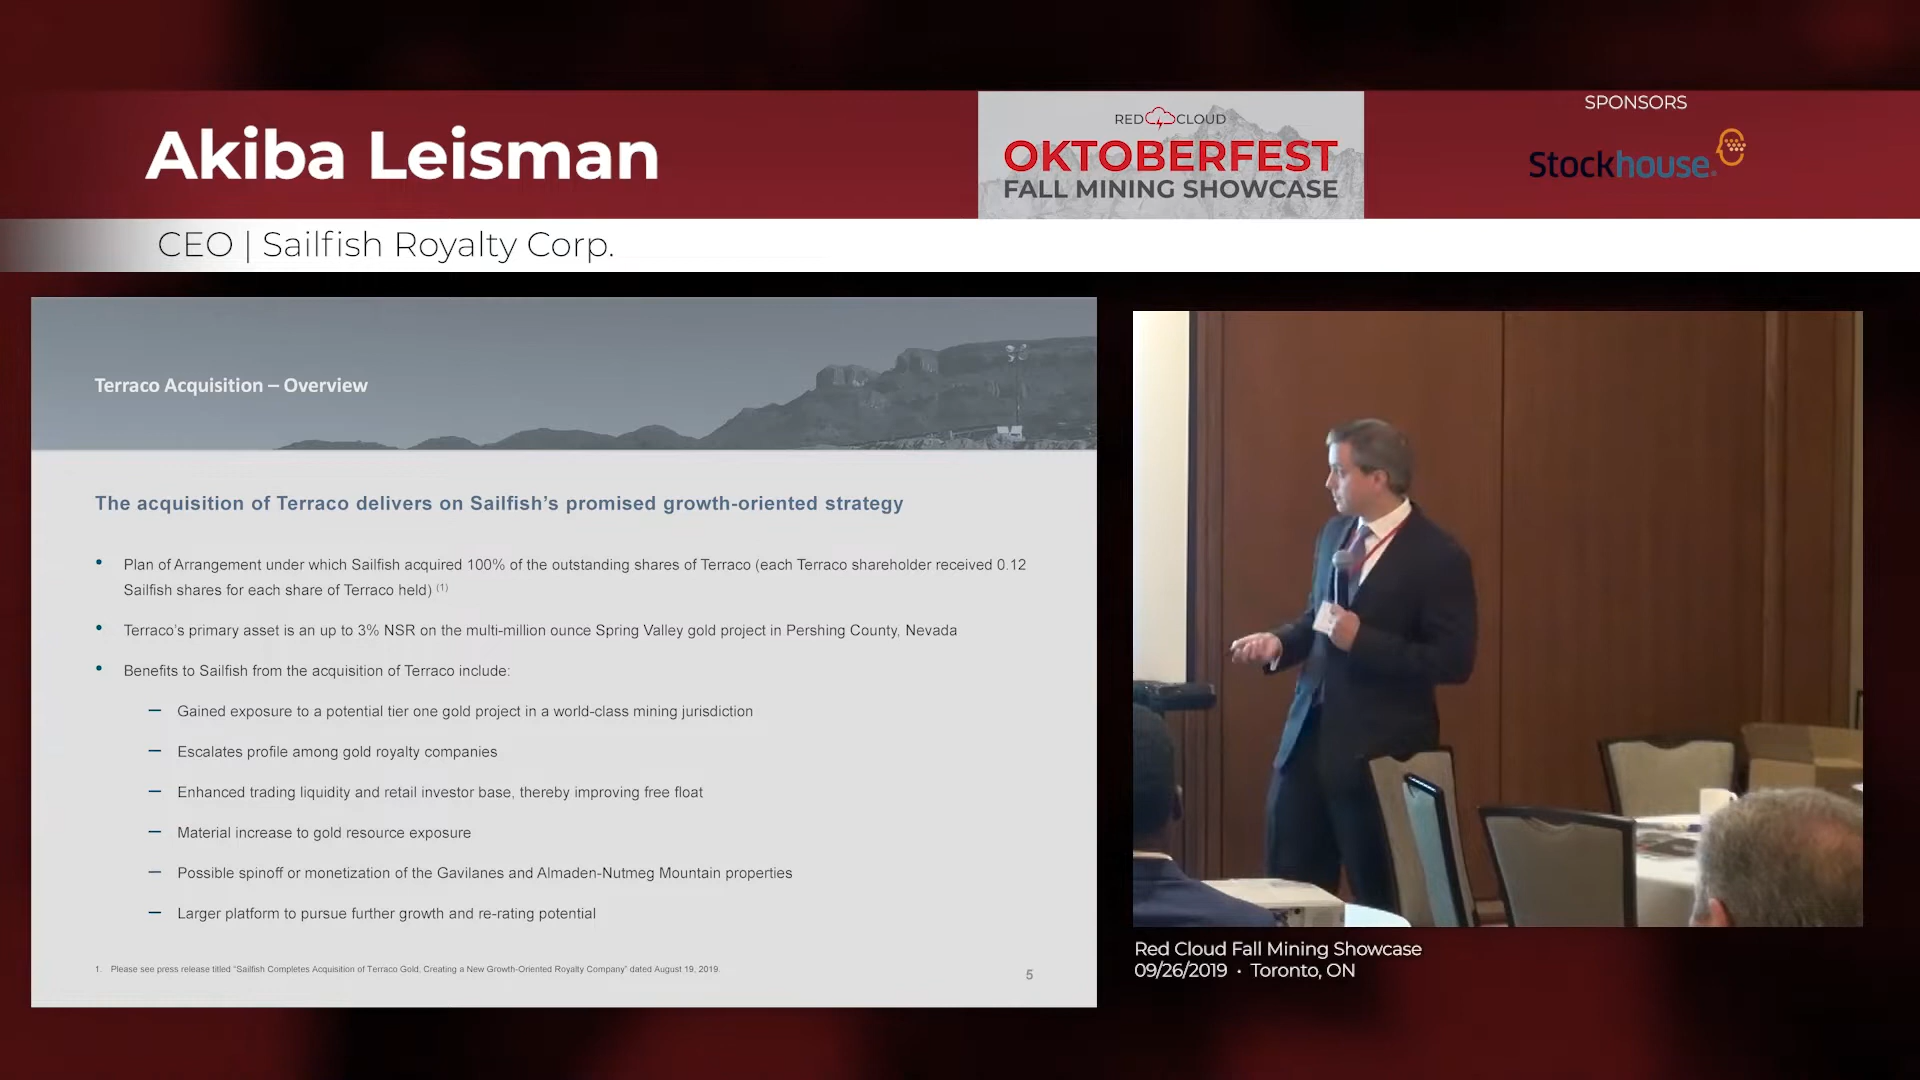 Akiba Leisman
CEO | Sailfish Royalty Corp.
RED CLOUD
OKTOBERFEST
FALL MINING SHOWCASE
SPONSORS
Stockhouse
Terraco Acquisition – Overview
The acquisition of Terraco delivers on Sailfish’s promised growth-oriented strategy
• Plan of Arrangement under which Sailfish acquired 100% of the outstanding shares of Terraco (each Terraco shareholder received 0.12
Sailfish shares for each share of Terraco held) (1)
• Terraco’s primary asset is an up to 3% NSR on the multi-million ounce Spring Valley gold project in Pershing County, Nevada
• Benefits to Sailfish from the acquisition of Terraco include:
– Gained exposure to a potential tier one gold project in a world-class mining jurisdiction
– Escalates profile among gold royalty companies
– Enhanced trading liquidity and retail investor base, thereby improving free float
– Material increase to gold resource exposure
– Possible spinoff or monetization of the Gavilanes and Almaden-Nutmeg Mountain properties
– Larger platform to pursue further growth and re-rating potential
1. Please see press release titled “Sailfish Completes Acquisition of Terraco Gold, Creating a New Growth-Oriented Royalty Company” dated August 19, 2019.
5
Red Cloud Fall Mining Showcase
09/26/2019 • Toronto, ON